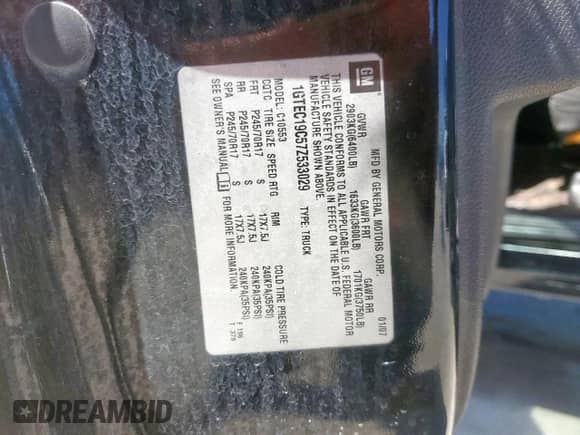 GM
MFD BY GENERAL MOTORS CORP. 01/07
GVWR GAWR FRT GAWR RR
2903KG(6400LB) 1633KG(3600LB) 1701KG(3750LB)
THIS VEHICLE CONFORMS TO ALL APPLICABLE U.S. FEDERAL MOTOR
VEHICLE SAFETY STANDARDS IN EFFECT ON THE DATE OF
MANUFACTURE SHOWN ABOVE.
1GTEC19C57Z533029 TYPE: TRUCK
MODEL: C10553
CQTC TIRE SIZE SPEED RTG RIM COLD TIRE PRESSURE
FRT P245/70R17 S 17X7.5J 240KPA(35PSI)
RR P245/70R17 S 17X7.5J 240KPA(35PSI)
SPA P245/70R17 S 17X7.5J 240KPA(35PSI)
SEE OWNER'S MANUAL FOR MORE INFORMATION.
DREAMBID